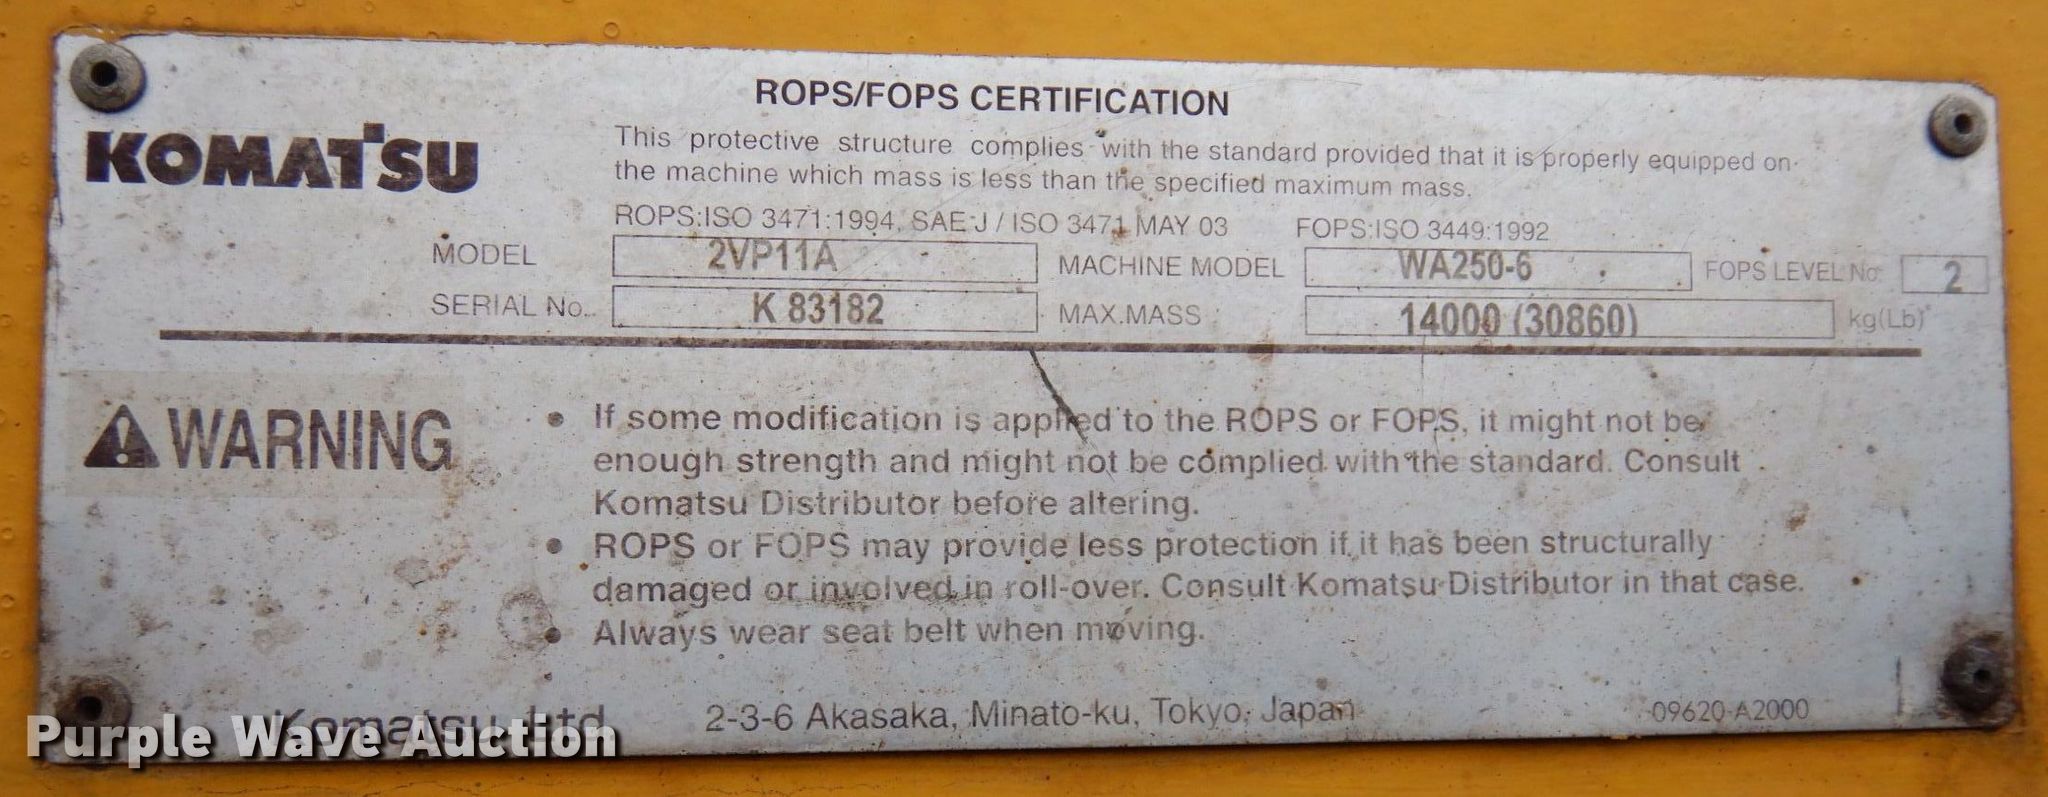 ROPS/FOPS CERTIFICATION
KOMATSU
This protective structure complies with the standard provided that it is properly equipped on
the machine which mass is less than the specified maximum mass.
ROPS:ISO 3471:1994, SAE J / ISO 3471 MAY 03 FOPS:ISO 3449:1992
MODEL 2VP11A MACHINE MODEL WA250-6 FOPS LEVEL No. 2
SERIAL No. K 83182 MAX.MASS 14000 (30860) kg(Lb)
WARNING
• If some modification is applied to the ROPS or FOPS, it might not be
enough strength and might not be complied with the standard. Consult
Komatsu Distributor before altering.
• ROPS or FOPS may provide less protection if it has been structurally
damaged or involved in roll-over. Consult Komatsu Distributor in that case.
• Always wear seat belt when moving.
Komatsu Ltd. 2-3-6 Akasaka, Minato-ku, Tokyo, Japan 09620-A2000
Purple Wave Auction